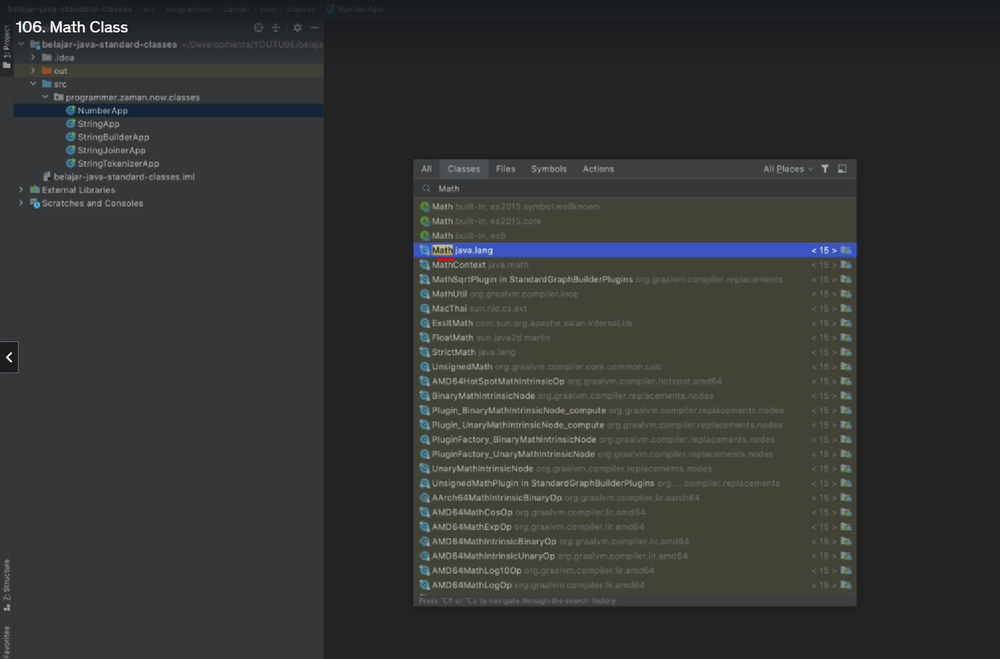 belajar-java-standard-classes src programmer zaman now classes NumberApp
106. Math Class
1: Project
belajar-java-standard-classes ~/Developments/YOUTUBE/belaja
.idea
out
src
programmer.zaman.now.classes
NumberApp
StringApp
StringBuilderApp
StringJoinerApp
StringTokenizerApp
belajar-java-standard-classes.iml
External Libraries
Scratches and Consoles
Z: Structure
Favorites
All Classes Files Symbols Actions All Places
Math
Math built-in, es2015.symbol.wellknown
Math built-in, es2015.core
Math built-in, es5
Math java.lang < 15 >
MathContext java.math < 15 >
MathSqrtPlugin in StandardGraphBuilderPlugins org.graalvm.compiler.replacements < 15 >
MathUtil org.graalvm.compiler.loop < 15 >
MacThai sun.nio.cs.ext < 15 >
ExsltMath com.sun.org.apache.xalan.internal.lib < 15 >
FloatMath sun.java2d.marlin < 15 >
StrictMath java.lang < 15 >
UnsignedMath org.graalvm.compiler.core.common.calc < 15 >
AMD64HotSpotMathIntrinsicOp org.graalvm.compiler.hotspot.amd64 < 15 >
BinaryMathIntrinsicNode org.graalvm.compiler.replacements.nodes < 15 >
Plugin_BinaryMathIntrinsicNode_compute org.graalvm.compiler.replacements.nodes < 15 >
Plugin_UnaryMathIntrinsicNode_compute org.graalvm.compiler.replacements.nodes < 15 >
PluginFactory_BinaryMathIntrinsicNode org.graalvm.compiler.replacements.nodes < 15 >
PluginFactory_UnaryMathIntrinsicNode org.graalvm.compiler.replacements.nodes < 15 >
UnaryMathIntrinsicNode org.graalvm.compiler.replacements.nodes < 15 >
UnsignedMathPlugin in StandardGraphBuilderPlugins org.....compiler.replacements < 15 >
AArch64MathIntrinsicBinaryOp org.graalvm.compiler.lir.aarch64 < 15 >
AMD64MathCosOp org.graalvm.compiler.lir.amd64 < 15 >
AMD64MathExpOp org.graalvm.compiler.lir.amd64 < 15 >
AMD64MathIntrinsicBinaryOp org.graalvm.compiler.lir.amd64 < 15 >
AMD64MathIntrinsicUnaryOp org.graalvm.compiler.lir.amd64 < 15 >
AMD64MathLog10Op org.graalvm.compiler.lir.amd64 < 15 >
AMD64MathLogOp org.graalvm.compiler.lir.amd64 < 15 >
Press ⌥↑ or ⌥↓ to navigate through the search history